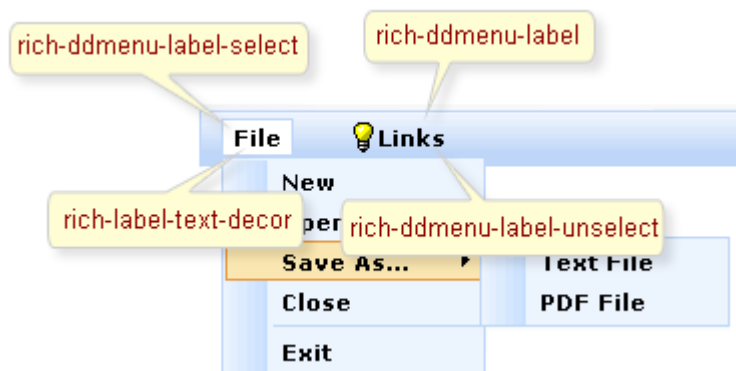 rich-ddmenu-label-select
rich-ddmenu-label
File
Links
New
rich-label-text-decor
rich-ddmenu-label-unselect
Save As...
Text File
Close
PDF File
Exit